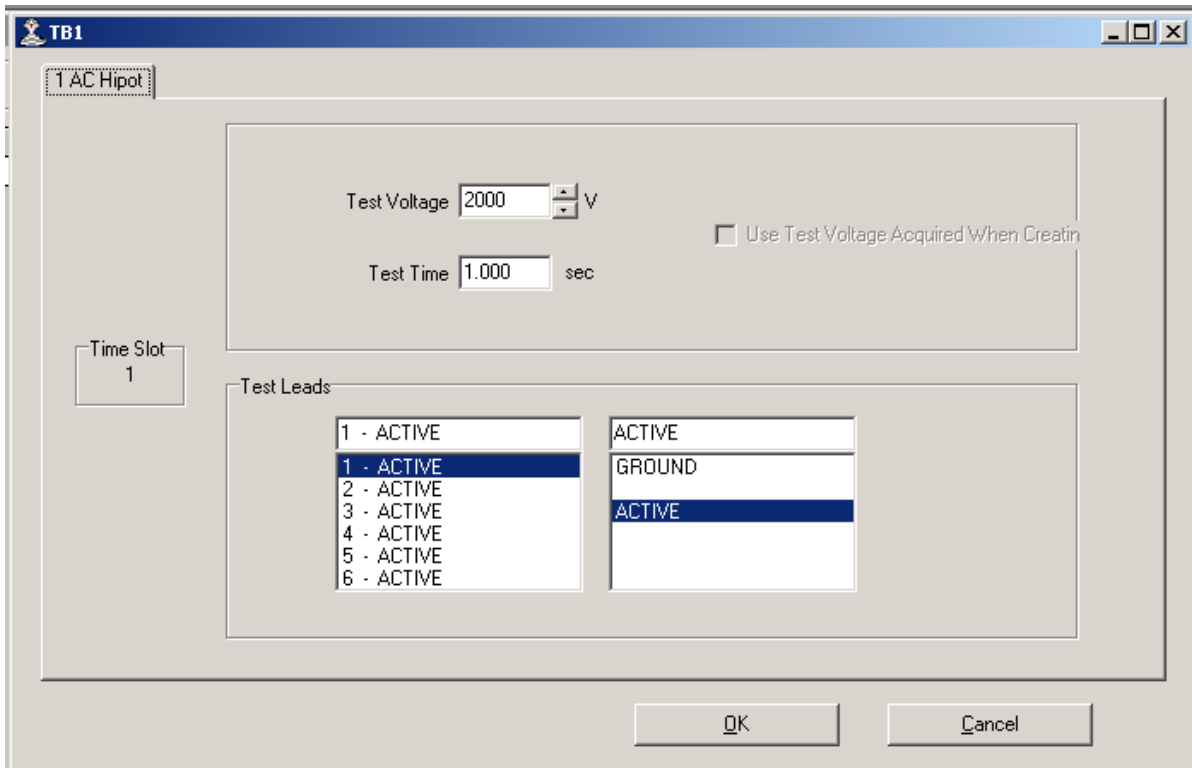 TB1
1 AC Hipot
Test Voltage 2000 V
Use Test Voltage Acquired When Creatin
Test Time 1.000 sec
Time Slot
1
Test Leads
1 - ACTIVE
1 - ACTIVE
2 - ACTIVE
3 - ACTIVE
4 - ACTIVE
5 - ACTIVE
6 - ACTIVE
ACTIVE
GROUND
ACTIVE
OK
Cancel